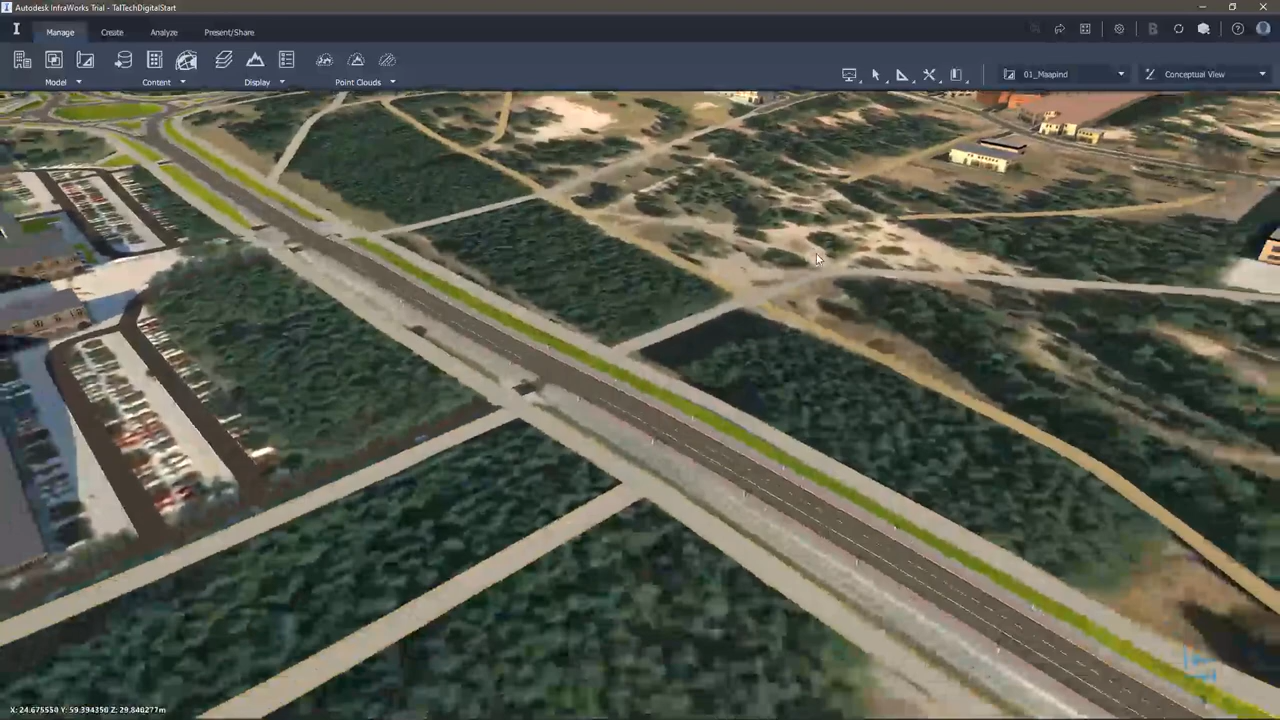 Autodesk InfraWorks Trial - TalTechDigitalStart
Manage Create Analyze Present/Share
Model Content Display Point Clouds
01_Maapind Conceptual View
X: 24.675550 Y: 59.394350 Z: 29.840277m